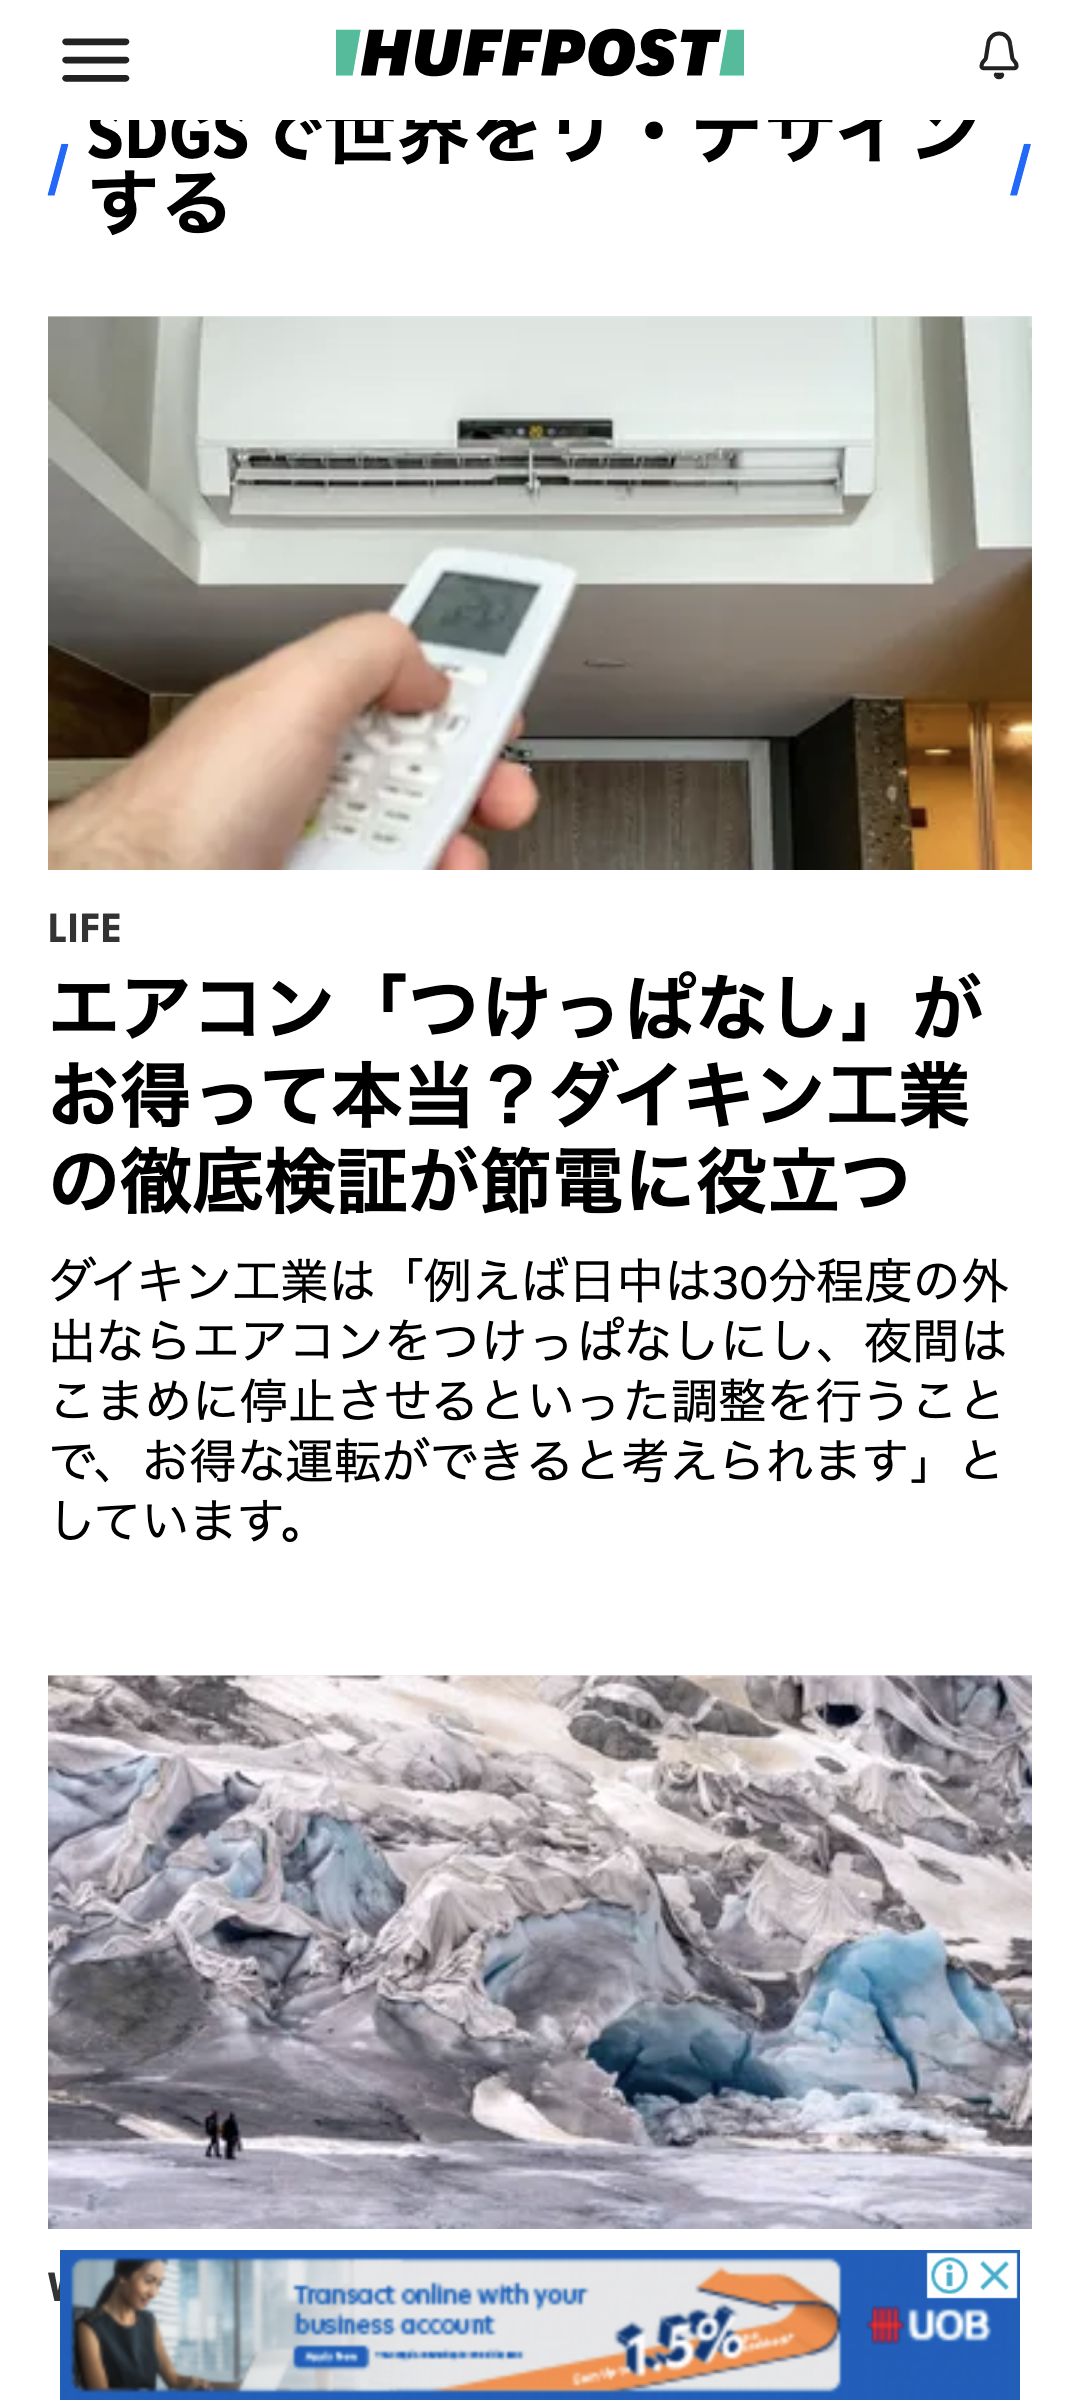 HUFFPOST
SDGsで世界をリ・デザイン
する
LIFE
エアコン「つけっぱなし」が
お得って本当？ダイキン工業
の徹底検証が節電に役立つ
ダイキン工業は「例えば日中は30分程度の外
出ならエアコンをつけっぱなしにし、夜間は
こまめに停止させるといった調整を行うこと
で、お得な運転ができると考えられます」と
しています。
Transact online with your
business account
Apply Now
1.5%
UOB